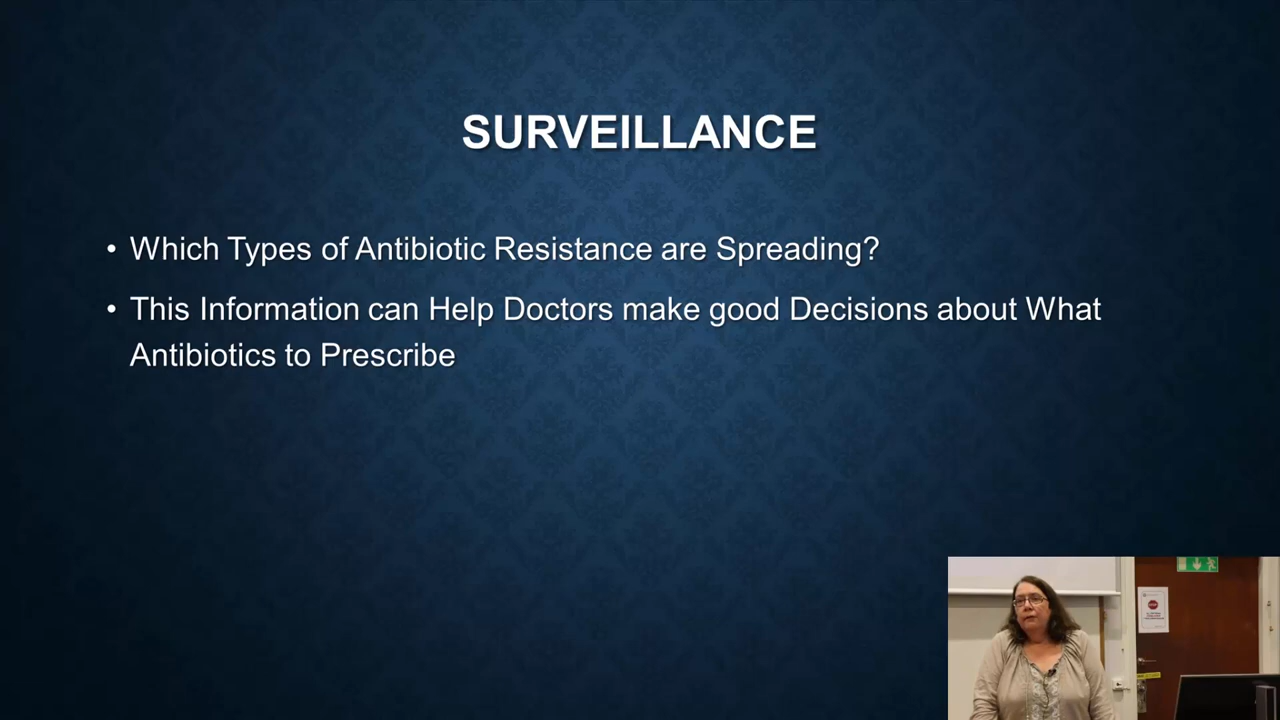 SURVEILLANCE
• Which Types of Antibiotic Resistance are Spreading?
• This Information can Help Doctors make good Decisions about What
Antibiotics to Prescribe